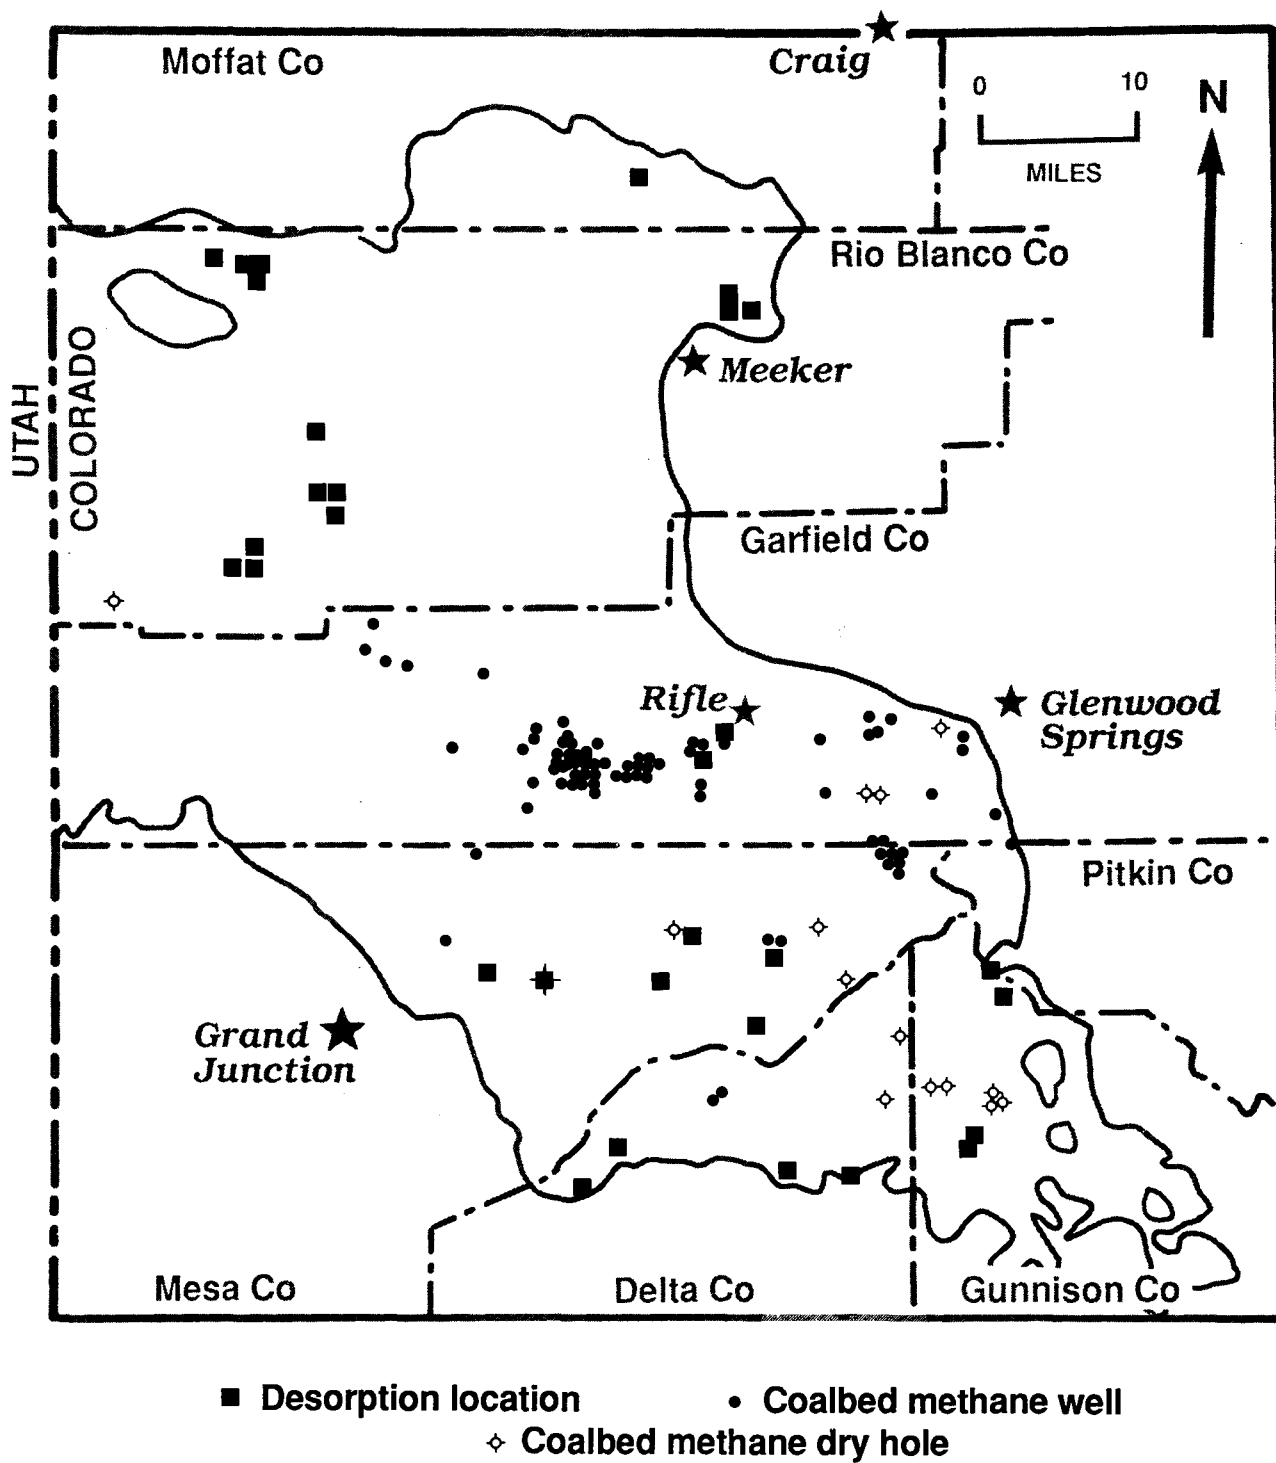 Moffat Co
Craig
0 10
MILES
N
Rio Blanco Co
UTAH
COLORADO
Meeker
Garfield Co
Rifle
Glenwood
Springs
Pitkin Co
Grand
Junction
Mesa Co
Delta Co
Gunnison Co
Desorption location
Coalbed methane well
Coalbed methane dry hole